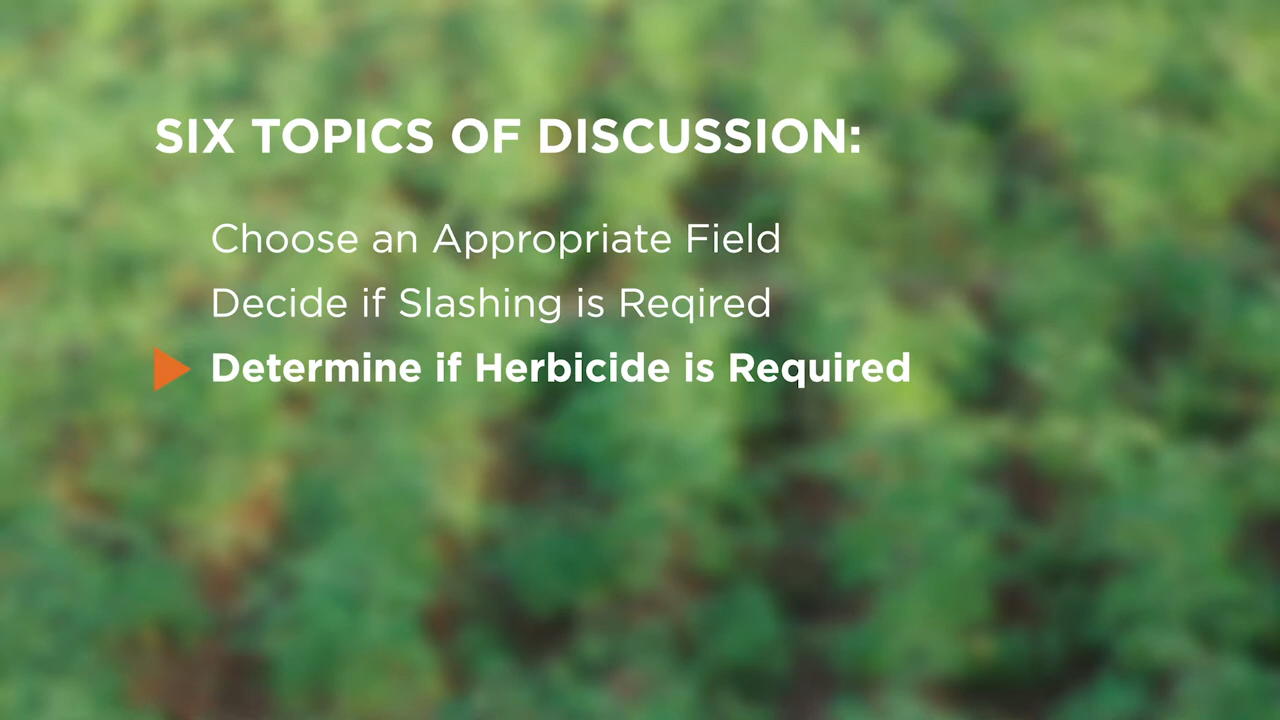 SIX TOPICS OF DISCUSSION:
Choose an Appropriate Field
Decide if Slashing is Reqired
Determine if Herbicide is Required